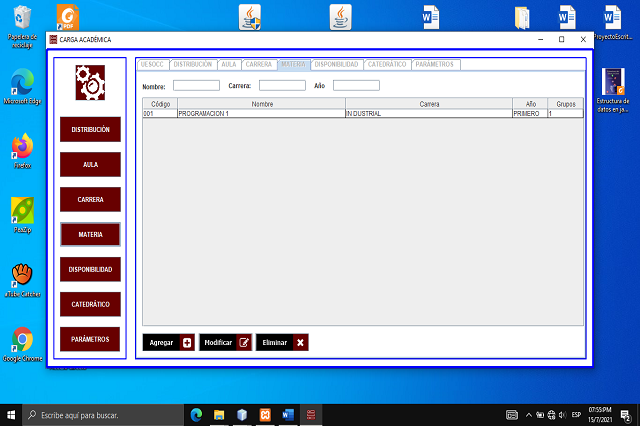 Papelera de
reciclaje
PDF
ProyectoEscrit...
CARGA ACADÉMICA
UESOCC DISTRIBUCIÓN AULA CARRERA MATERIA DISPONIBILIDAD CATEDRÁTICO PARÁMETROS
Nombre: Carrera: Año
Código Nombre Carrera Año Grupos
001 PROGRAMACION 1 INDUSTRIAL PRIMERO 1
DISTRIBUCIÓN
AULA
CARRERA
MATERIA
DISPONIBILIDAD
CATEDRÁTICO
PARÁMETROS
Agregar Modificar Eliminar
Microsoft Edge
Firefox
PeaZip
aTube Catcher
Google Chrome
Estructura de
datos en ja...
Escribe aquí para buscar.
ESP
07:55 PM
15/7/2021
2